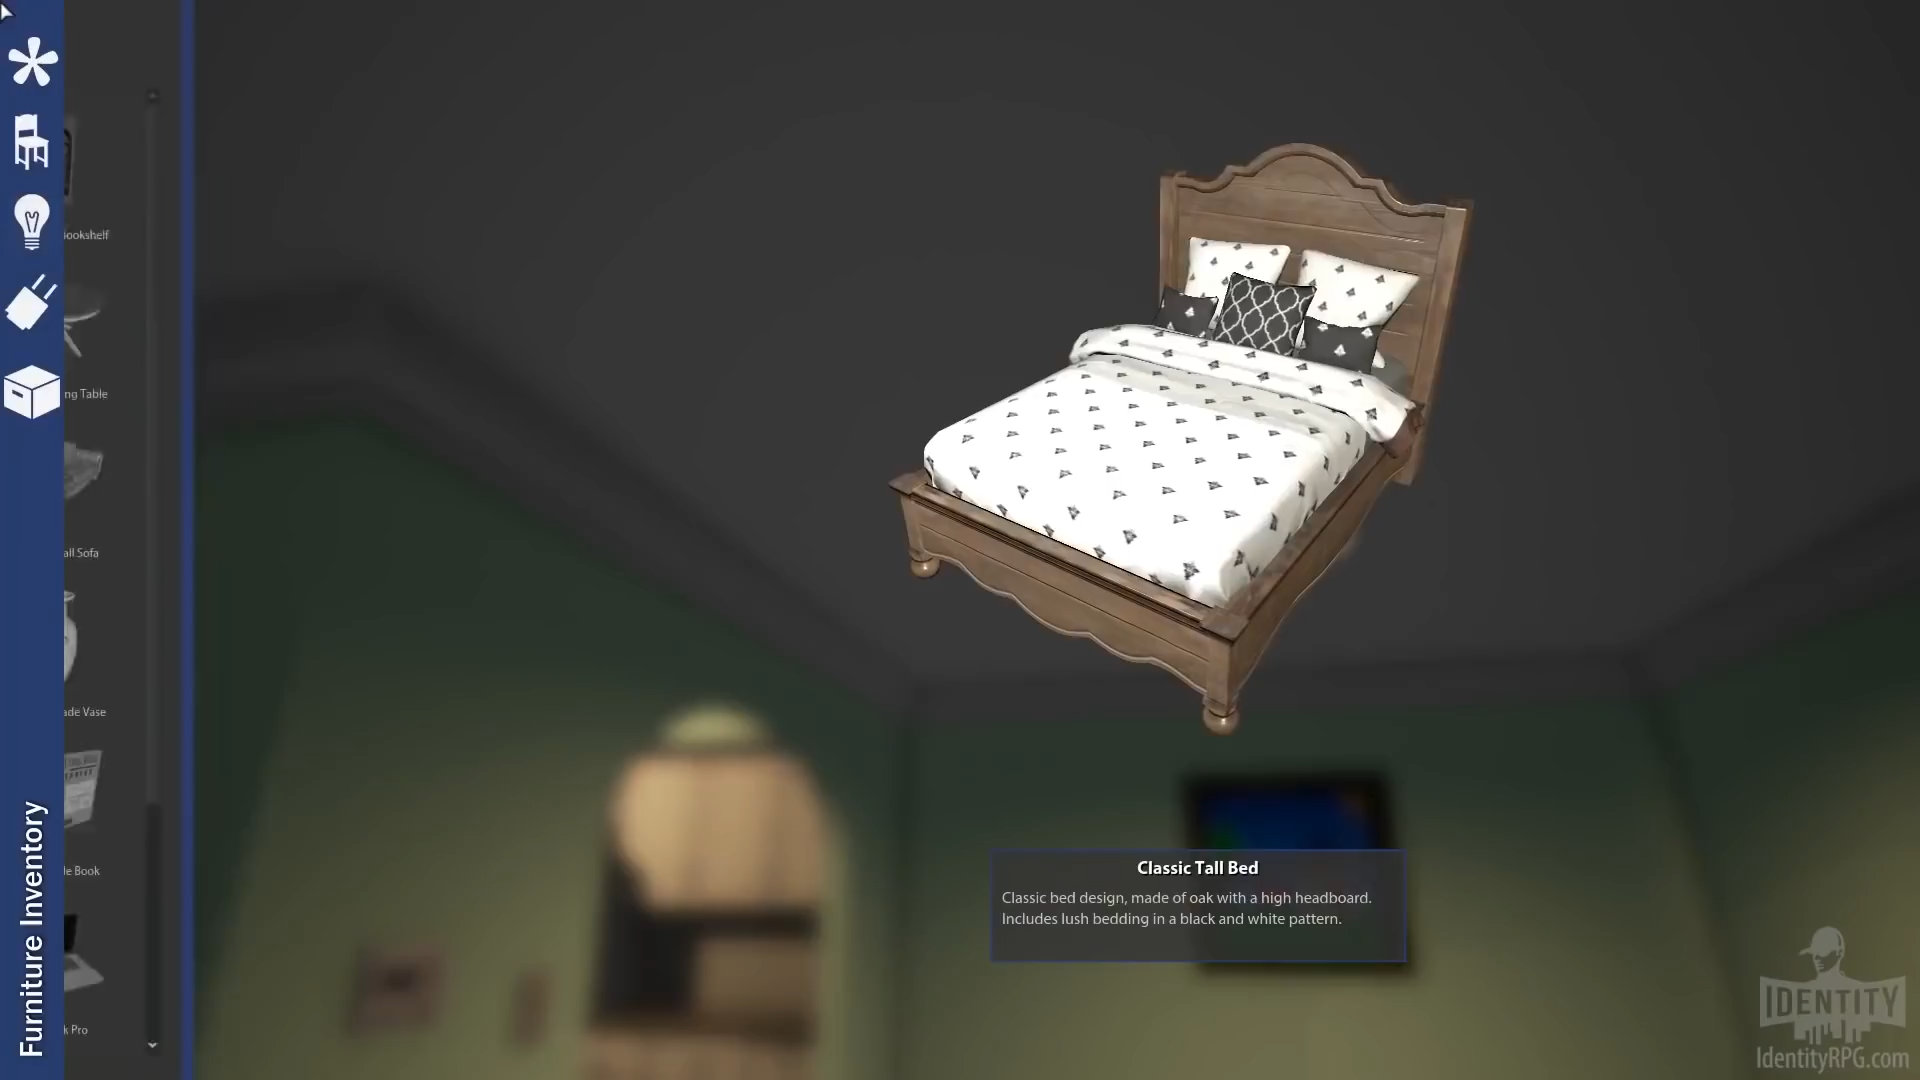 ookshelf
ng Table
all Sofa
ade Vase
le Book
k Pro
Furniture Inventory
Classic Tall Bed
Classic bed design, made of oak with a high headboard.
Includes lush bedding in a black and white pattern.
IDENTITY
IdentityRPG.com